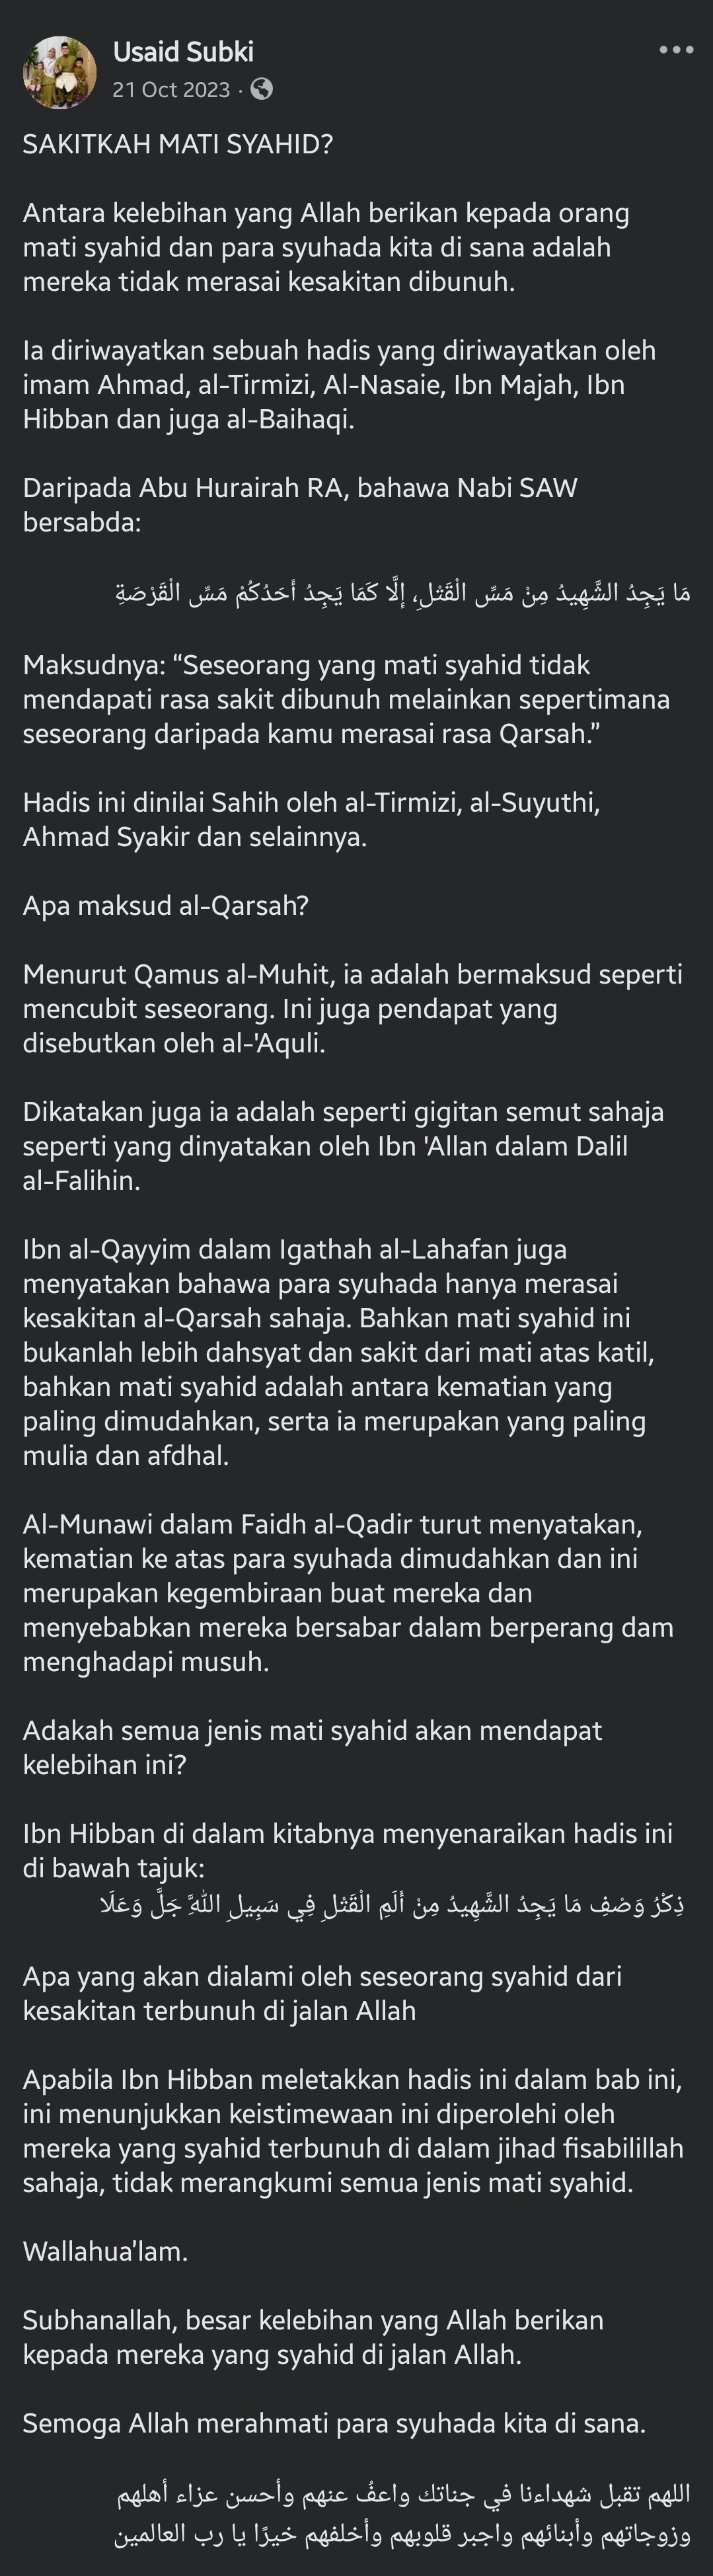 Usaid Subki
21 Oct 2023 ·
SAKITKAH MATI SYAHID?
Antara kelebihan yang Allah berikan kepada orang
mati syahid dan para syuhada kita di sana adalah
mereka tidak merasai kesakitan dibunuh.
Ia diriwayatkan sebuah hadis yang diriwayatkan oleh
imam Ahmad, al-Tirmizi, Al-Nasaie, Ibn Majah, Ibn
Hibban dan juga al-Baihaqi.
Daripada Abu Hurairah RA, bahawa Nabi SAW
bersabda:
مَا يَجِدُ الشَّهِيدُ مِنْ مَسِّ الْقَتْلِ، إِلَّا كَمَا يَجِدُ أَحَدُكُمْ مَسِّ الْقَرْصَةِ
Maksudnya: “Seseorang yang mati syahid tidak
mendapati rasa sakit dibunuh melainkan sepertimana
seseorang daripada kamu merasai rasa Qarsah.”
Hadis ini dinilai Sahih oleh al-Tirmizi, al-Suyuthi,
Ahmad Syakir dan selainnya.
Apa maksud al-Qarsah?
Menurut Qamus al-Muhit, ia adalah bermaksud seperti
mencubit seseorang. Ini juga pendapat yang
disebutkan oleh al-'Aquli.
Dikatakan juga ia adalah seperti gigitan semut sahaja
seperti yang dinyatakan oleh Ibn 'Allan dalam Dalil
al-Falihin.
Ibn al-Qayyim dalam Igathah al-Lahafan juga
menyatakan bahawa para syuhada hanya merasai
kesakitan al-Qarsah sahaja. Bahkan mati syahid ini
bukanlah lebih dahsyat dan sakit dari mati atas katil,
bahkan mati syahid adalah antara kematian yang
paling dimudahkan, serta ia merupakan yang paling
mulia dan afdhal.
Al-Munawi dalam Faidh al-Qadir turut menyatakan,
kematian ke atas para syuhada dimudahkan dan ini
merupakan kegembiraan buat mereka dan
menyebabkan mereka bersabar dalam berperang dam
menghadapi musuh.
Adakah semua jenis mati syahid akan mendapat
kelebihan ini?
Ibn Hibban di dalam kitabnya menyenaraikan hadis ini
di bawah tajuk:
ذِكْرُ وَصْفِ مَا يَجِدُ الشَّهِيدُ مِنْ أَلَمِ الْقَتْلِ فِي سَبِيلِ اللَّهِ جَلَّ وَعَلَا
Apa yang akan dialami oleh seseorang syahid dari
kesakitan terbunuh di jalan Allah
Apabila Ibn Hibban meletakkan hadis ini dalam bab ini,
ini menunjukkan keistimewaan ini diperolehi oleh
mereka yang syahid terbunuh di dalam jihad fisabilillah
sahaja, tidak merangkumi semua jenis mati syahid.
Wallahua’lam.
Subhanallah, besar kelebihan yang Allah berikan
kepada mereka yang syahid di jalan Allah.
Semoga Allah merahmati para syuhada kita di sana.
اللهم تقبل شهداءنا في جناتك واعفُ عنهم وأحسن عزاء أهلهم
وزوجاتهم وأبنائهم واجبر قلوبهم وأخلفهم خيرًا يا رب العالمين